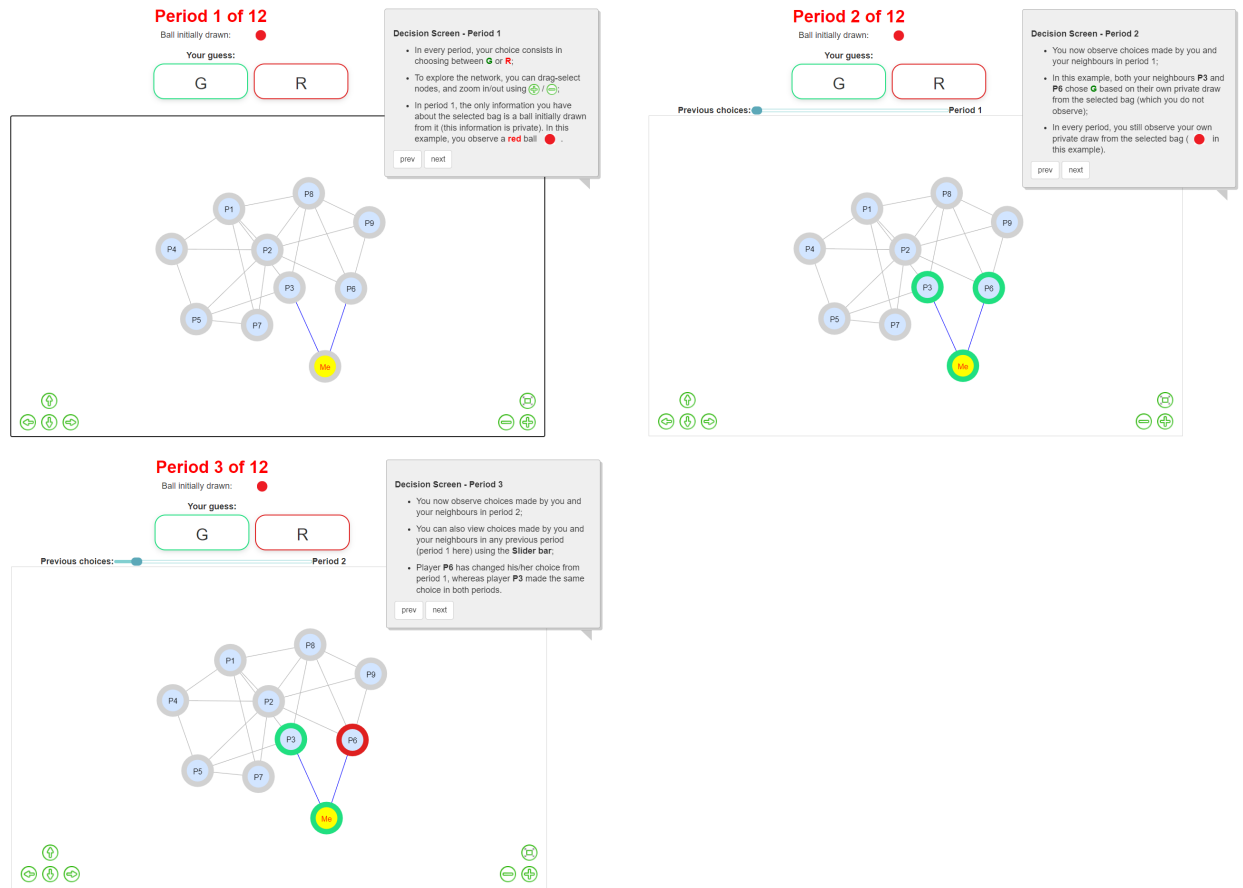 Period 1 of 12
Ball initially drawn:
Your guess:
G R
Decision Screen - Period 1
• In every period, your choice consists in
choosing between G or R;
• To explore the network, you can drag-select
nodes, and zoom in/out using / ;
• In period 1, the only information you have
about the selected bag is a ball initially drawn
from it (this information is private). In this
example, you observe a red ball .
prev next
P8
P1
P9
P4
P2
P3
P6
P5
P7
Me
Period 2 of 12
Ball initially drawn:
Your guess:
G R
Previous choices: Period 1
Decision Screen - Period 2
• You now observe choices made by you and
your neighbours in period 1;
• In this example, both your neighbours P3 and
P6 chose G based on their own private draw
from the selected bag (which you do not
observe);
• In every period, you still observe your own
private draw from the selected bag ( in
this example).
prev next
P8
P1
P9
P4
P2
P3
P6
P5
P7
Me
Period 3 of 12
Ball initially drawn:
Your guess:
G R
Previous choices: Period 2
Decision Screen - Period 3
• You now observe choices made by you and
your neighbours in period 2;
• You can also view choices made by you and
your neighbours in any previous period
(period 1 here) using the Slider bar;
• Player P6 has changed his/her choice from
period 1, whereas player P3 made the same
choice in both periods.
prev next
P8
P1
P9
P4
P2
P3
P6
P5
P7
Me